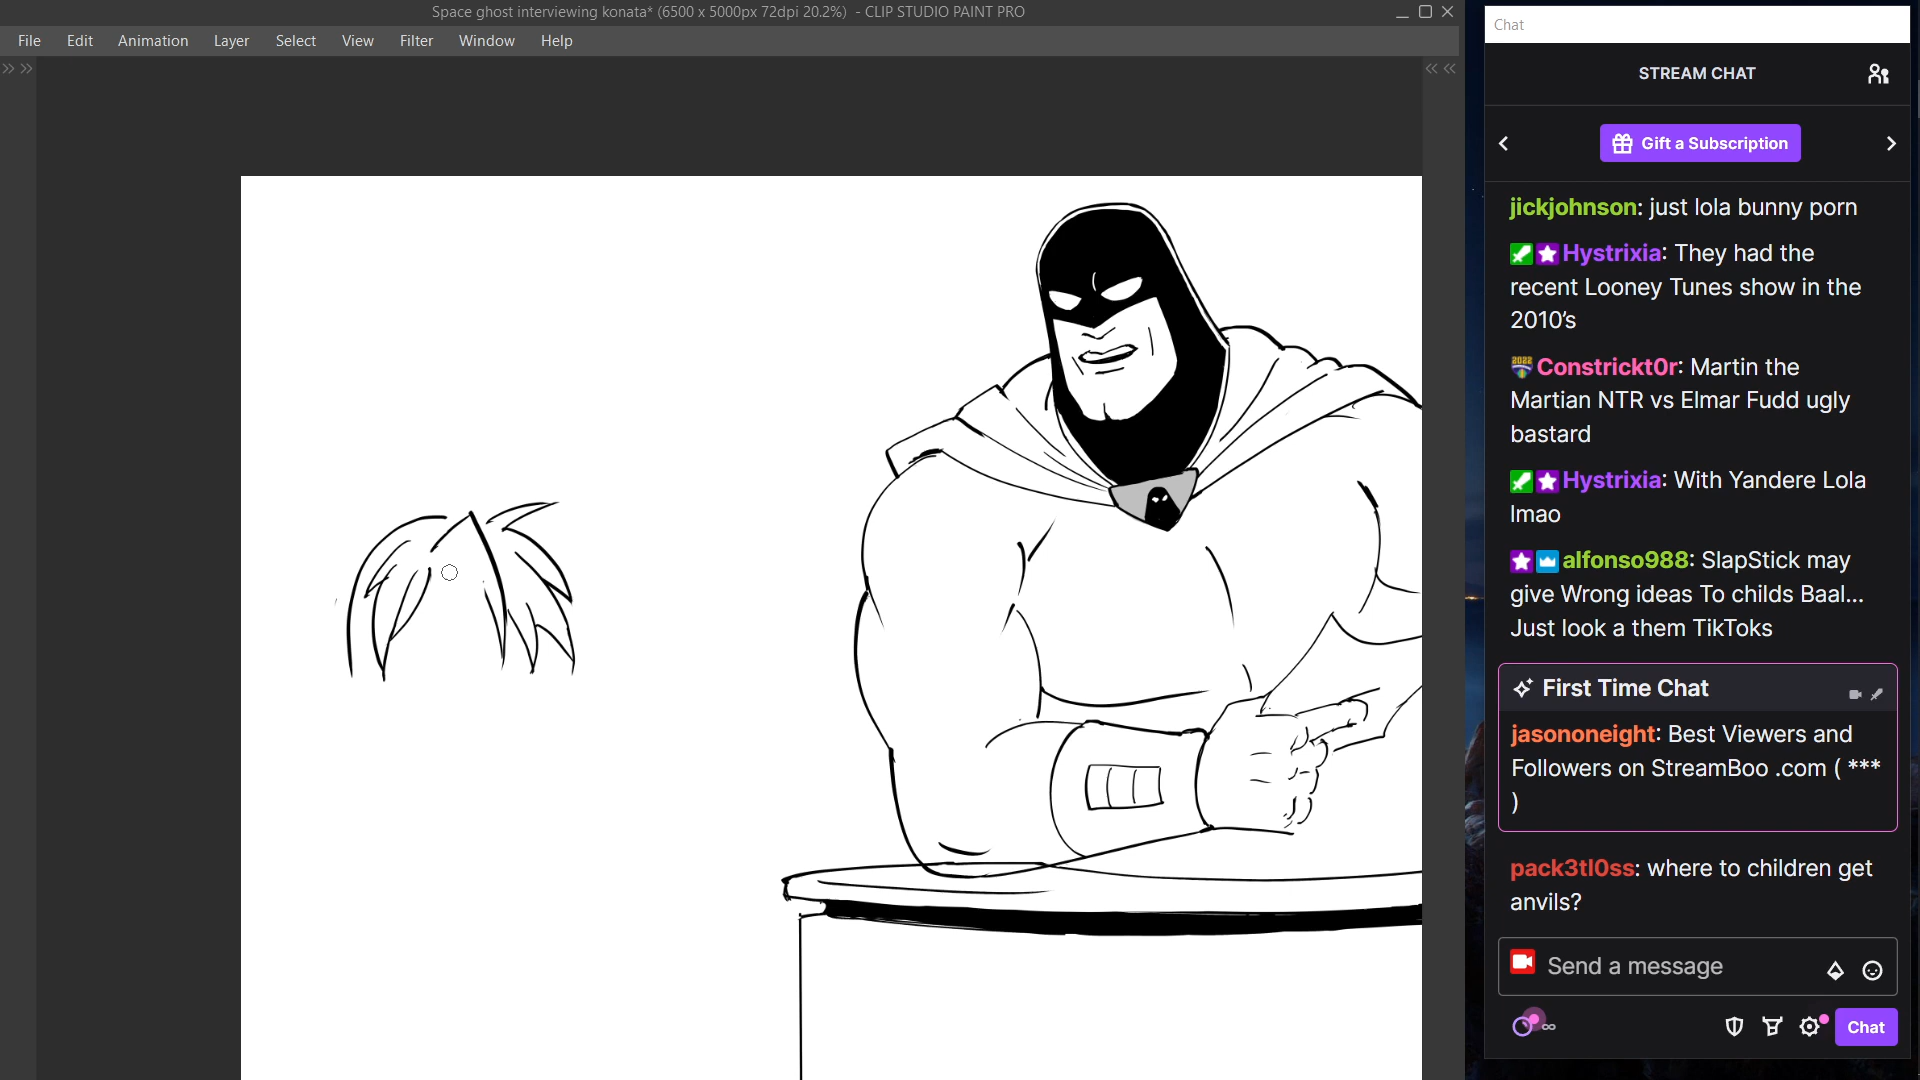 Space ghost interviewing konata* (6500 x 5000px 72dpi 20.2%)  - CLIP STUDIO PAINT PRO
File Edit Animation Layer Select View Filter Window Help
Chat
STREAM CHAT
Gift a Subscription
jickjohnson: just lola bunny porn
Hystrixia: They had the
recent Looney Tunes show in the
2010's
2022 Constrickt0r: Martin the
Martian NTR vs Elmar Fudd ugly
bastard
Hystrixia: With Yandere Lola
lmao
alfonso988: SlapStick may
give Wrong ideas To childs Baal...
Just look a them TikToks
First Time Chat
jasononeight: Best Viewers and
Followers on StreamBoo .com ( ***
)
pack3tl0ss: where to children get
anvils?
Send a message
Chat